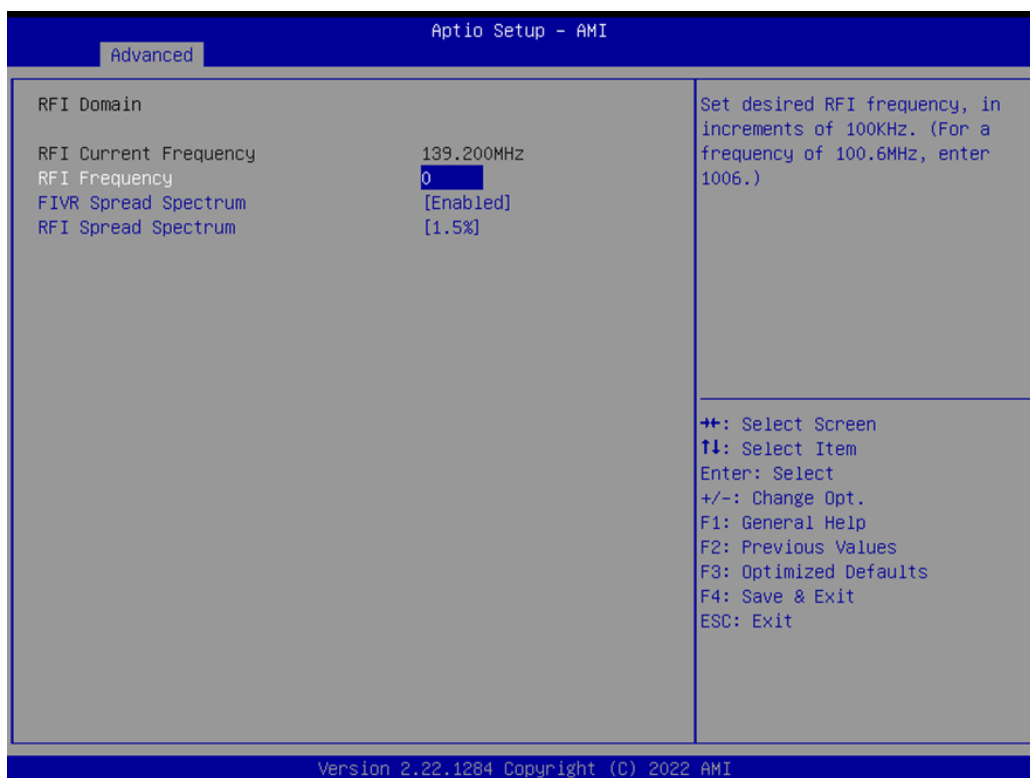 Aptio Setup - AMI
Advanced
RFI Domain
RFI Current Frequency 139.200MHz
RFI Frequency 0
FIVR Spread Spectrum [Enabled]
RFI Spread Spectrum [1.5%]
Set desired RFI frequency, in
increments of 100KHz. (For a
frequency of 100.6MHz, enter
1006.)
→←: Select Screen
↑↓: Select Item
Enter: Select
+/-: Change Opt.
F1: General Help
F2: Previous Values
F3: Optimized Defaults
F4: Save & Exit
ESC: Exit
Version 2.22.1284 Copyright (C) 2022 AMI